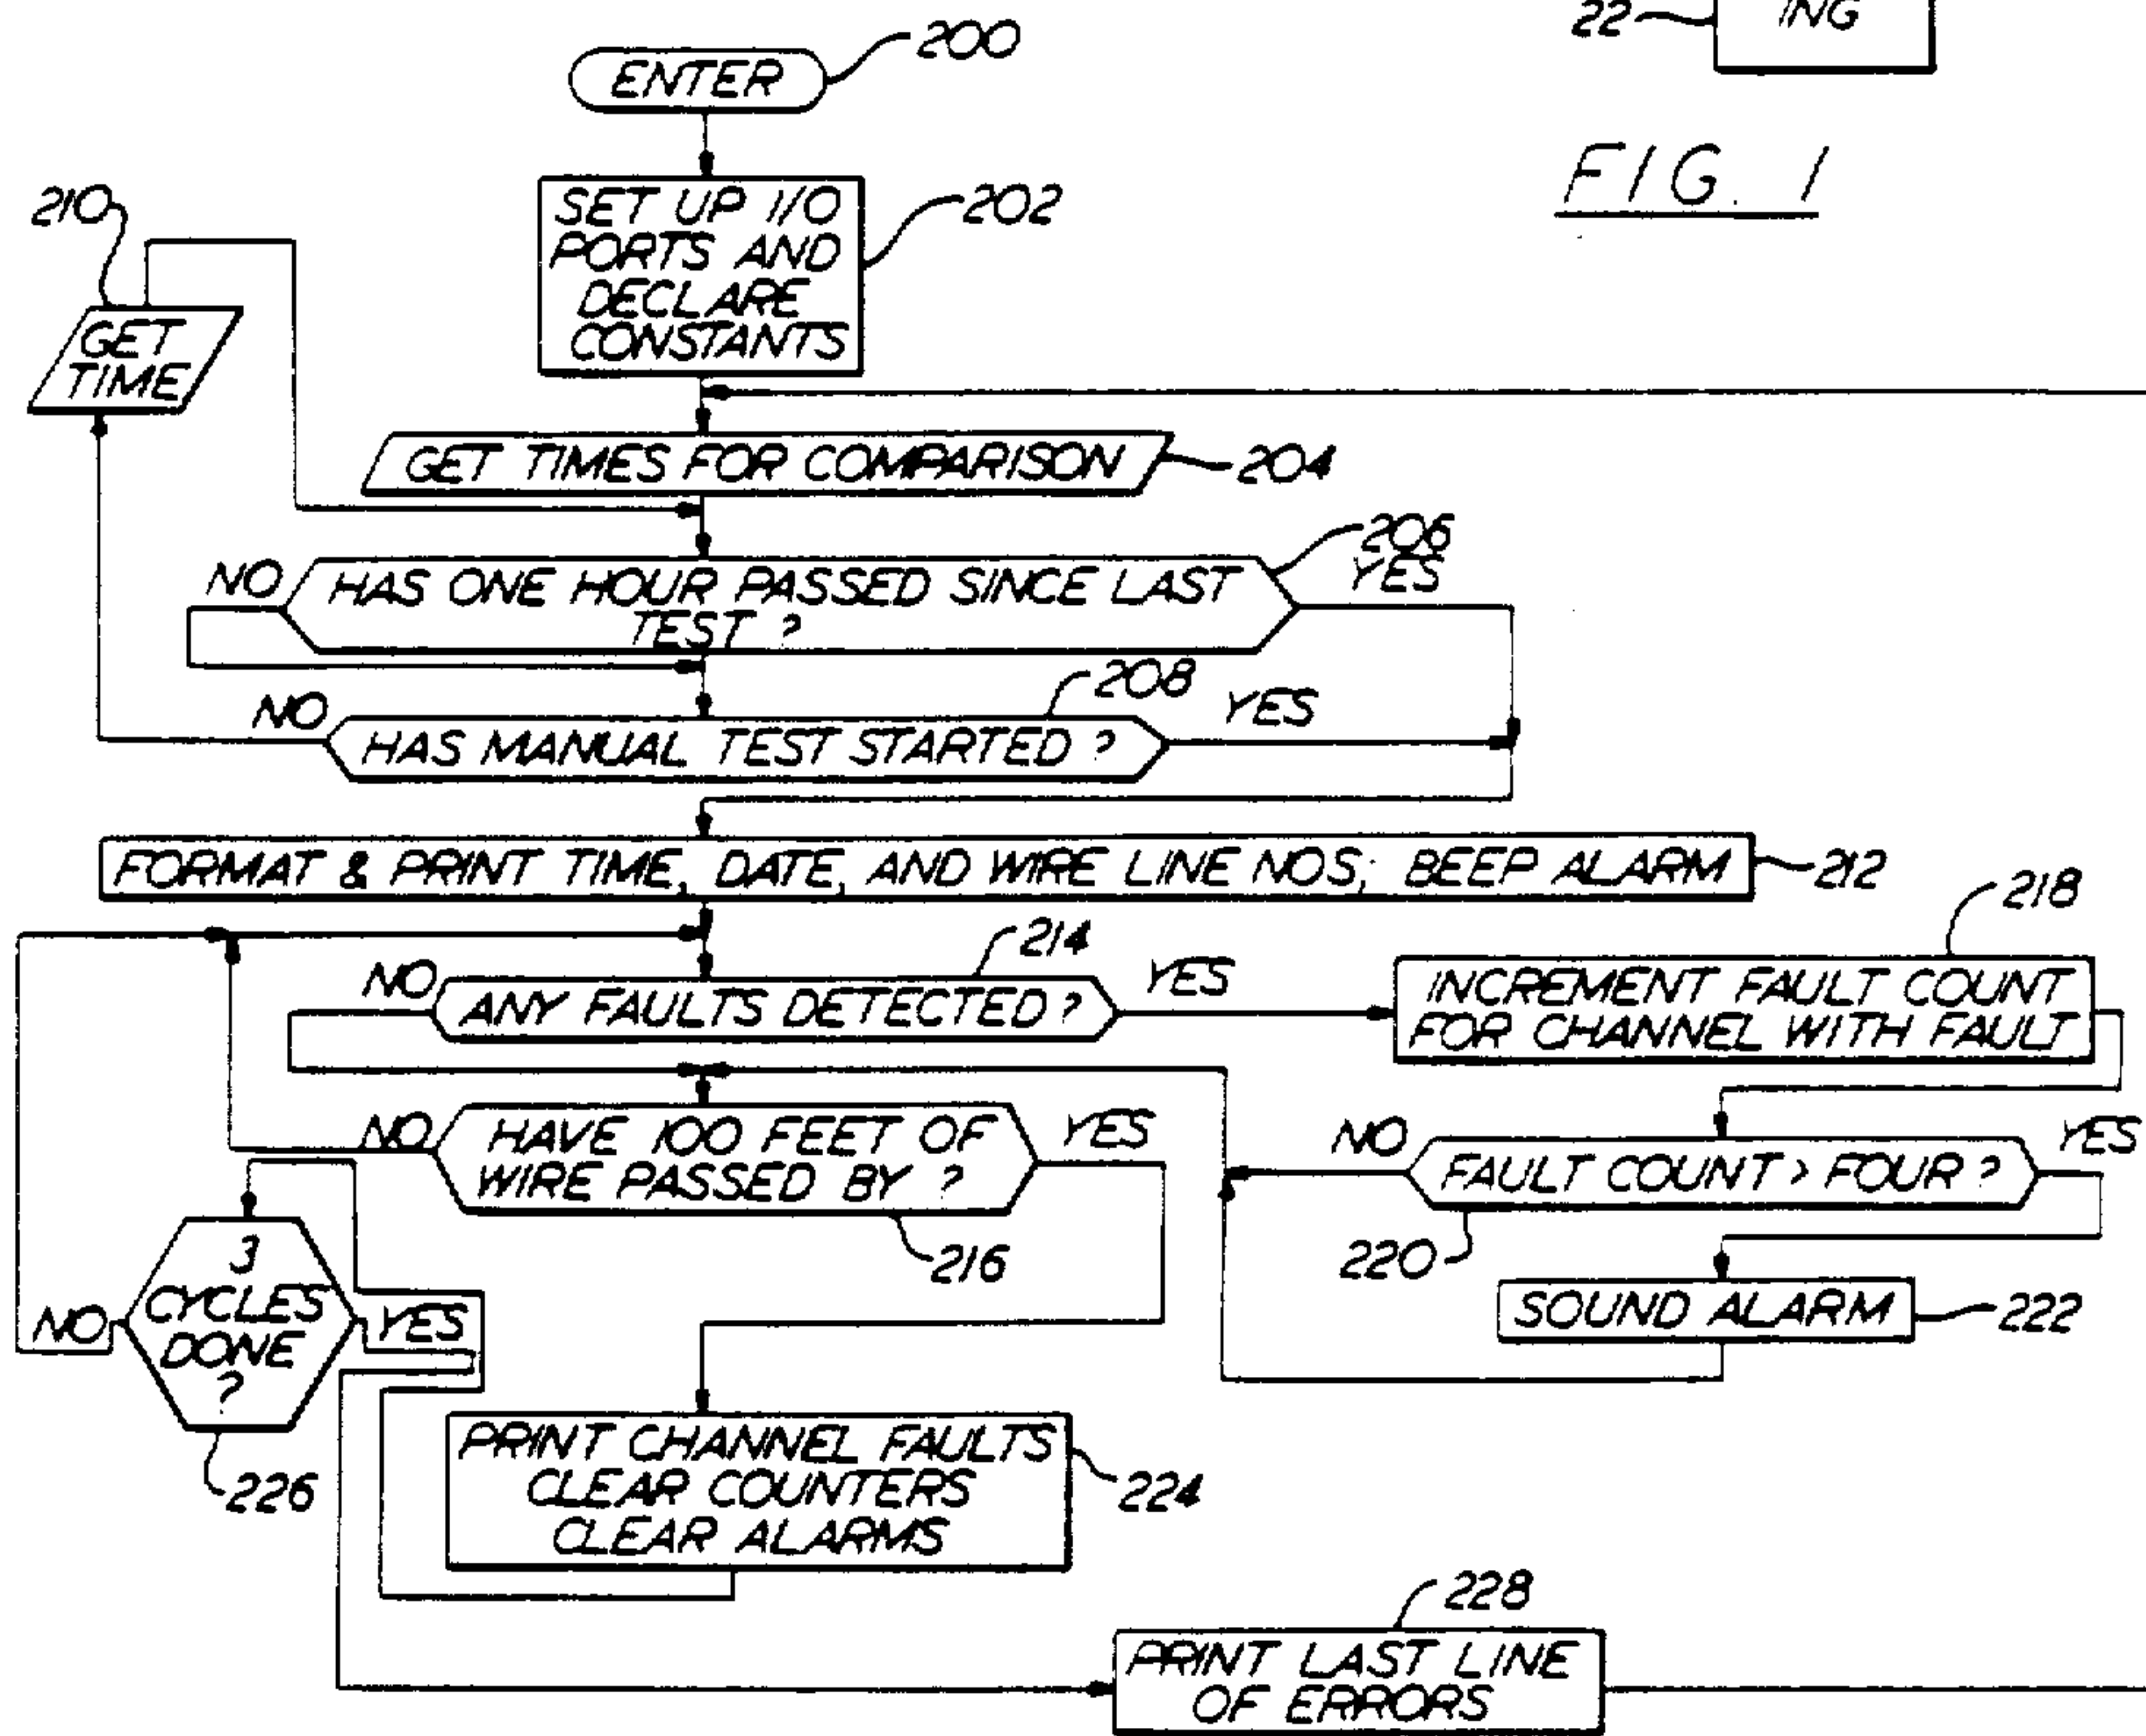 22
ING
FIG. 1
ENTER
200
SET UP I/O
PORTS AND
DECLARE
CONSTANTS
202
210
GET
TIME
GET TIMES FOR COMPARISON
204
206
NO
HAS ONE HOUR PASSED SINCE LAST
TEST ?
YES
208
NO
HAS MANUAL TEST STARTED ?
YES
FORMAT & PRINT TIME, DATE, AND WIRE LINE NOS; BEEP ALARM
212
214
NO
ANY FAULTS DETECTED ?
YES
218
INCREMENT FAULT COUNT
FOR CHANNEL WITH FAULT
NO
HAVE 100 FEET OF
WIRE PASSED BY ?
YES
216
NO
FAULT COUNT > FOUR ?
YES
220
SOUND ALARM
222
NO
3
CYCLES
DONE
?
YES
226
PRINT CHANNEL FAULTS
CLEAR COUNTERS
CLEAR ALARMS
224
228
PRINT LAST LINE
OF ERRORS